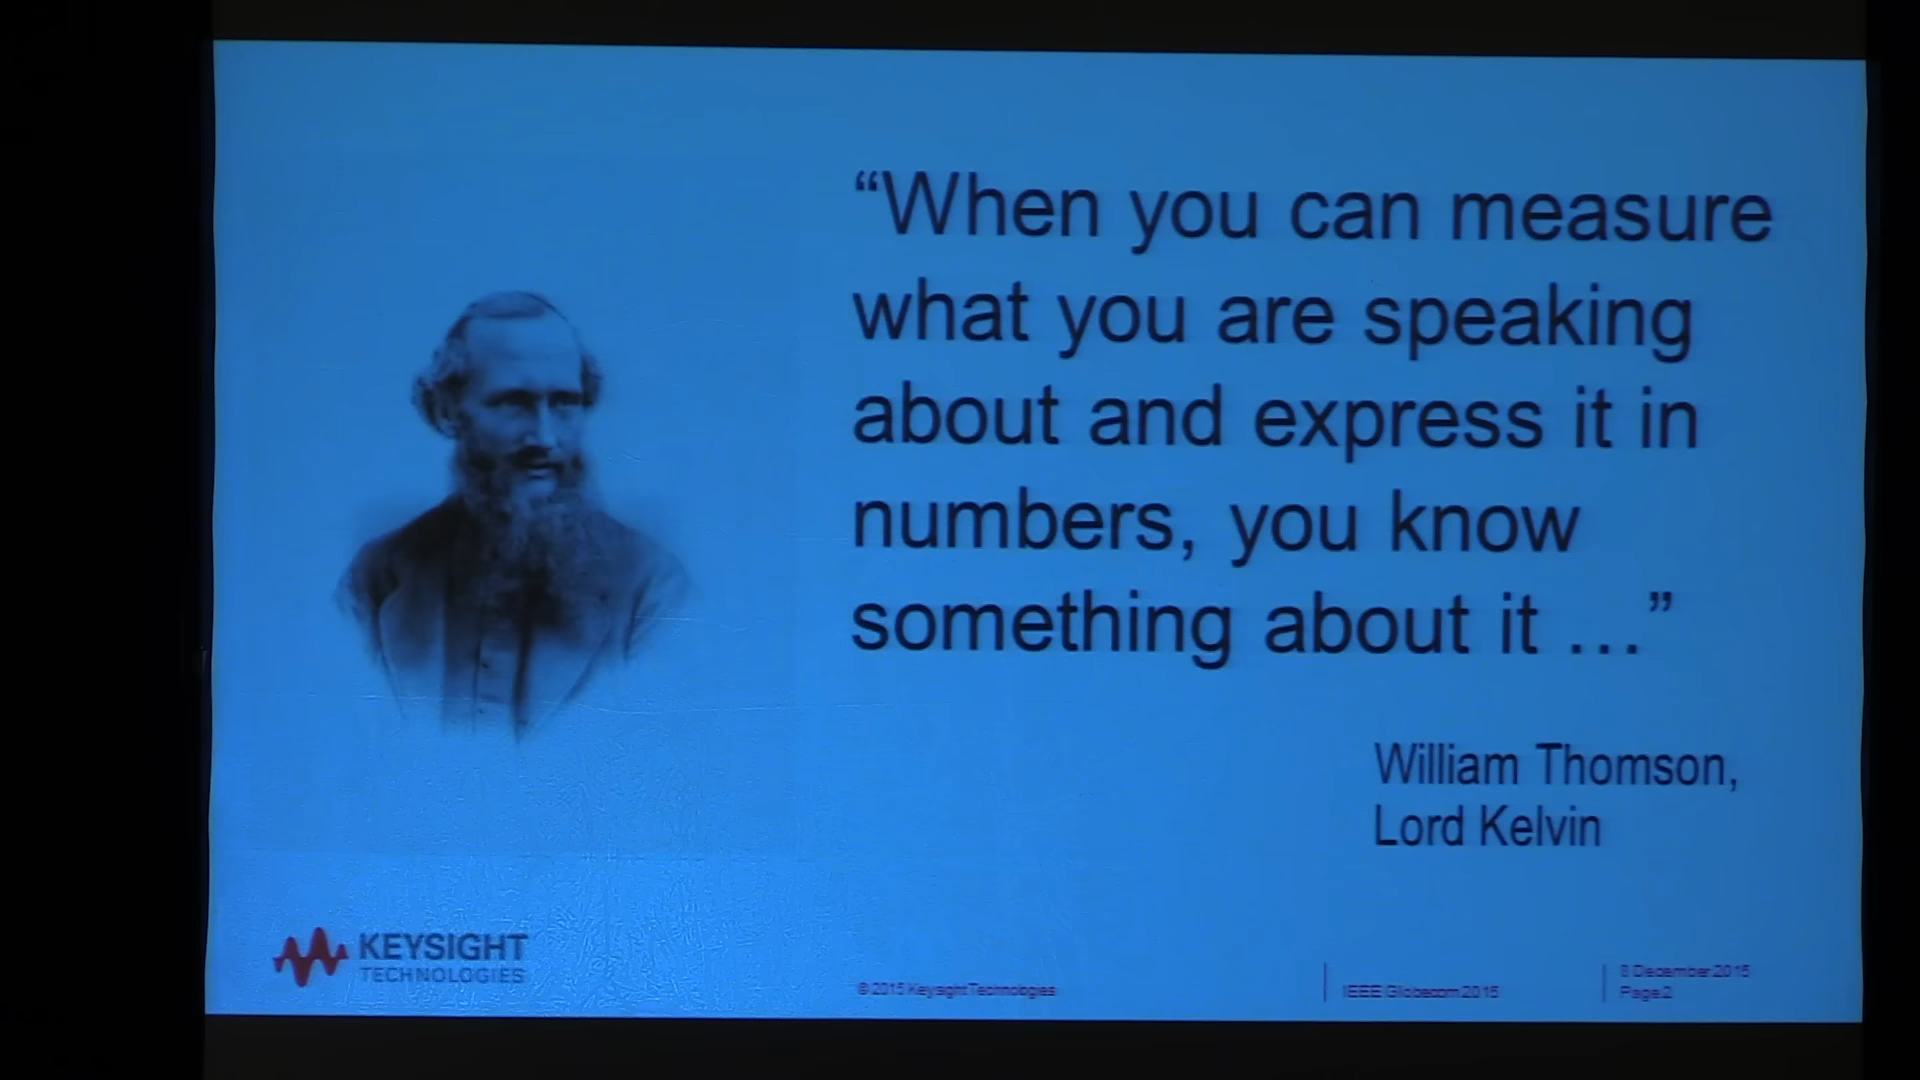 “When you can measure
what you are speaking
about and express it in
numbers, you know
something about it ...”
William Thomson,
Lord Kelvin
KEYSIGHT
TECHNOLOGIES
© 2015 Keysight Technologies
IEEE Globecom 2015
8 December 2015
Page 2